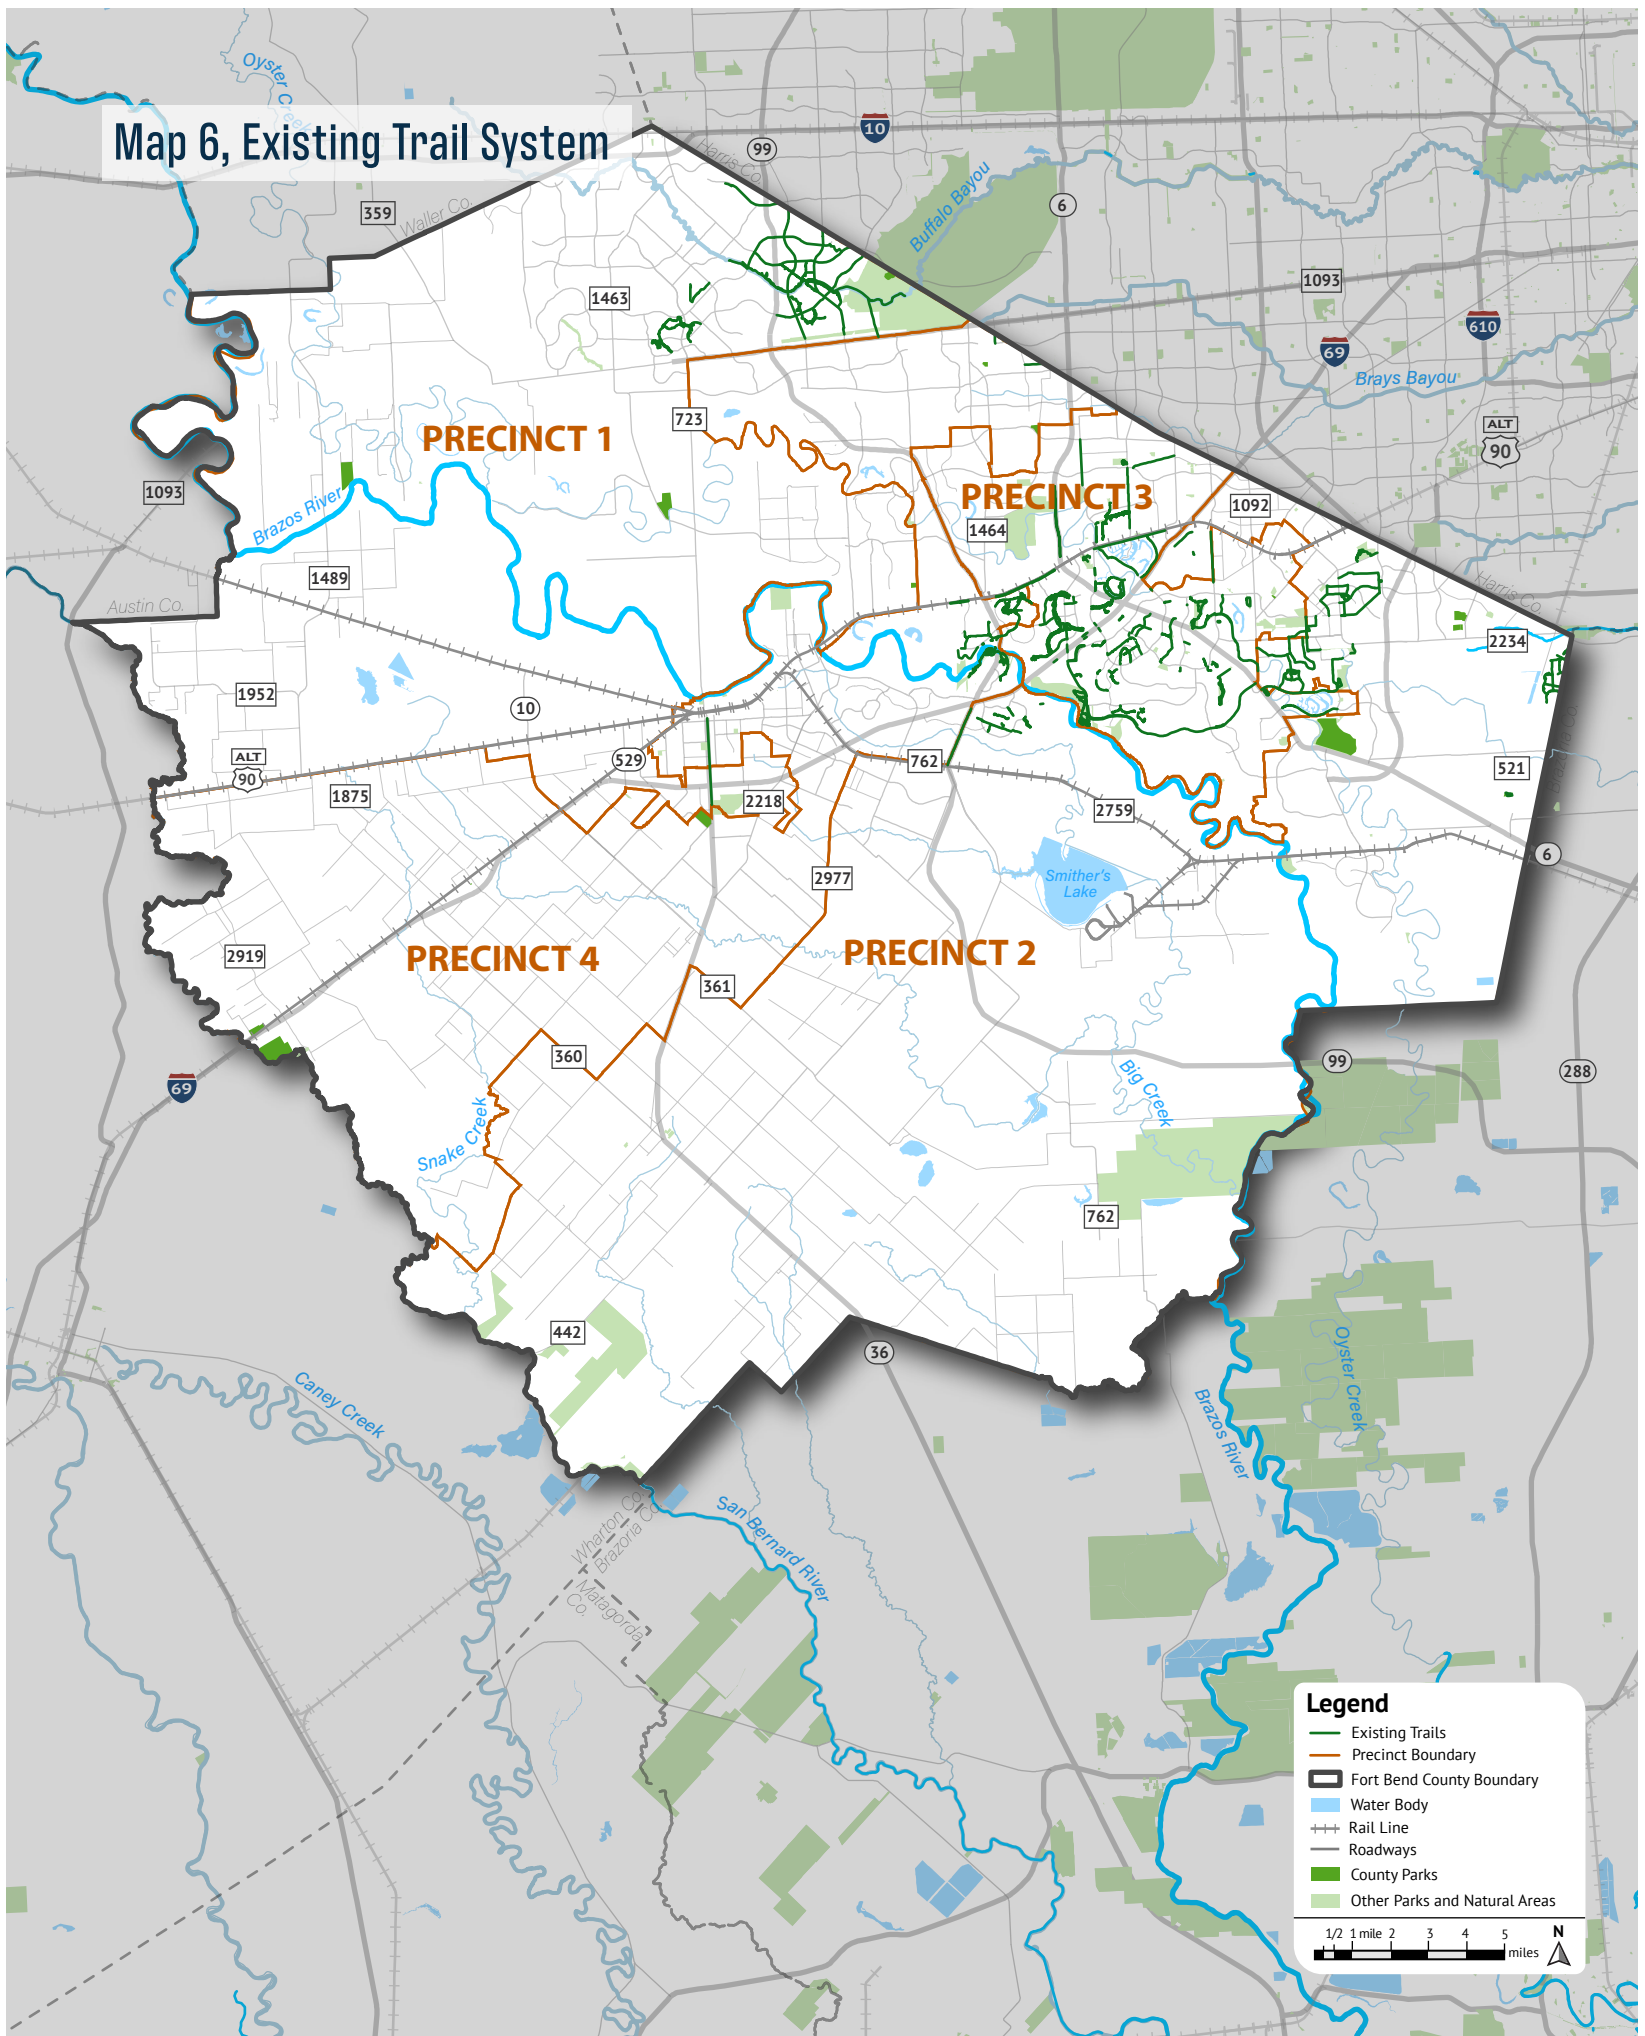 Map 6, Existing Trail System
Oyster Creek
Harris Co.
99
10
359
Waller Co.
Buffalo Bayou
6
1463
1093
610
69
Brays Bayou
723
PRECINCT 1
ALT
90
1093
Brazos River
PRECINCT 3
1092
1464
1489
Austin Co.
Harris Co.
2234
1952
10
ALT
90
529
762
521
1875
2218
2759
6
2977
Smither's
Lake
2919
PRECINCT 4
PRECINCT 2
361
360
99
288
69
Big Creek
Snake Creek
762
442
36
Oyster Creek
Caney Creek
Brazos River
Wharton Co.
Brazoria Co.
San Bernard River
Matagorda
Co.
Legend
Existing Trails
Precinct Boundary
Fort Bend County Boundary
Water Body
Rail Line
Roadways
County Parks
Other Parks and Natural Areas
1/2 1 mile 2 3 4 5
miles
N